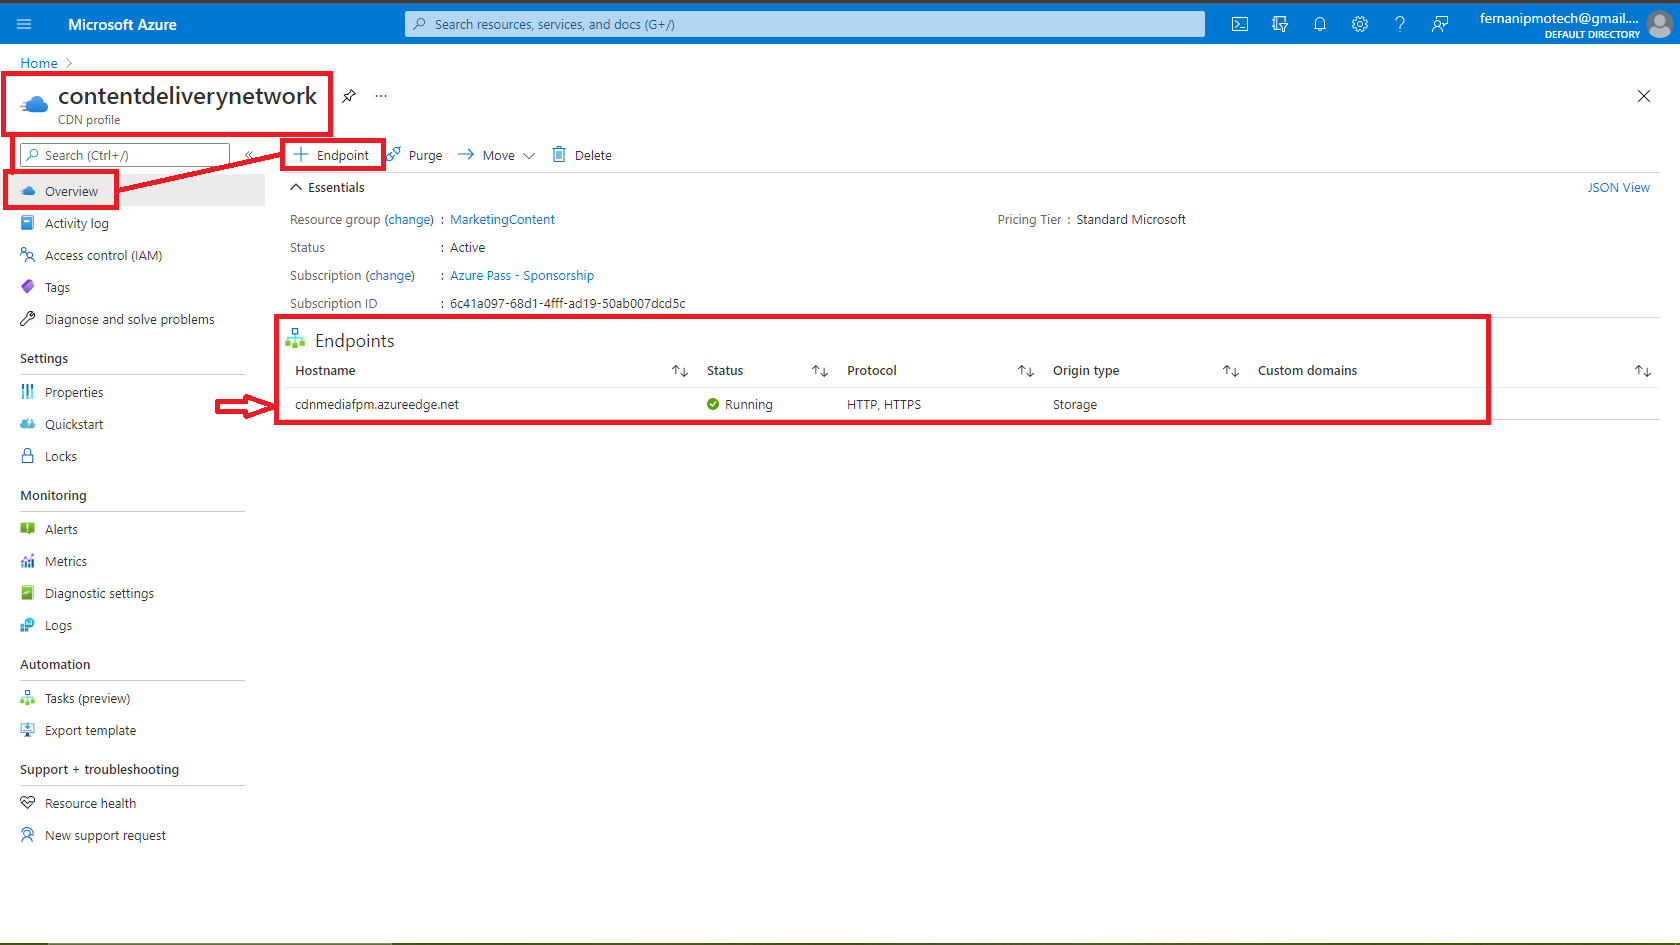 Microsoft Azure
Search resources, services, and docs (G+/)
fernanipmotech@gmail....
DEFAULT DIRECTORY
Home
contentdeliverynetwork
CDN profile
Search (Ctrl+/)
Endpoint
Purge
Move
Delete
Overview
Activity log
Access control (IAM)
Tags
Diagnose and solve problems
Settings
Properties
Quickstart
Locks
Monitoring
Alerts
Metrics
Diagnostic settings
Logs
Automation
Tasks (preview)
Export template
Support + troubleshooting
Resource health
New support request
Essentials
JSON View
Resource group (change) : MarketingContent
Pricing Tier : Standard Microsoft
Status : Active
Subscription (change) : Azure Pass - Sponsorship
Subscription ID : 6c41a097-68d1-4fff-ad19-50ab007dcd5c
Endpoints
Hostname Status Protocol Origin type Custom domains
cdnmediafpm.azureedge.net Running HTTP, HTTPS Storage